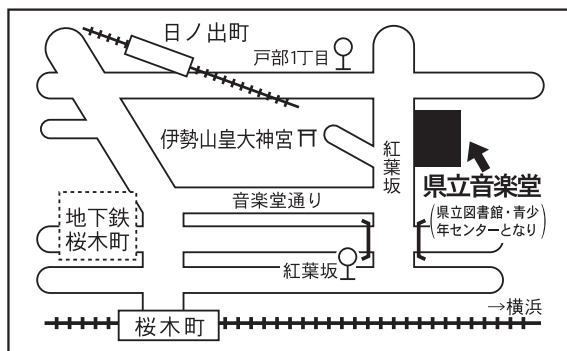 日ノ出町
戸部1丁目
伊勢山皇大神宮
紅葉坂
県立音楽堂
(県立図書館・青少
年センターとなり)
音楽堂通り
地下鉄
桜木町
紅葉坂
→横浜
桜木町